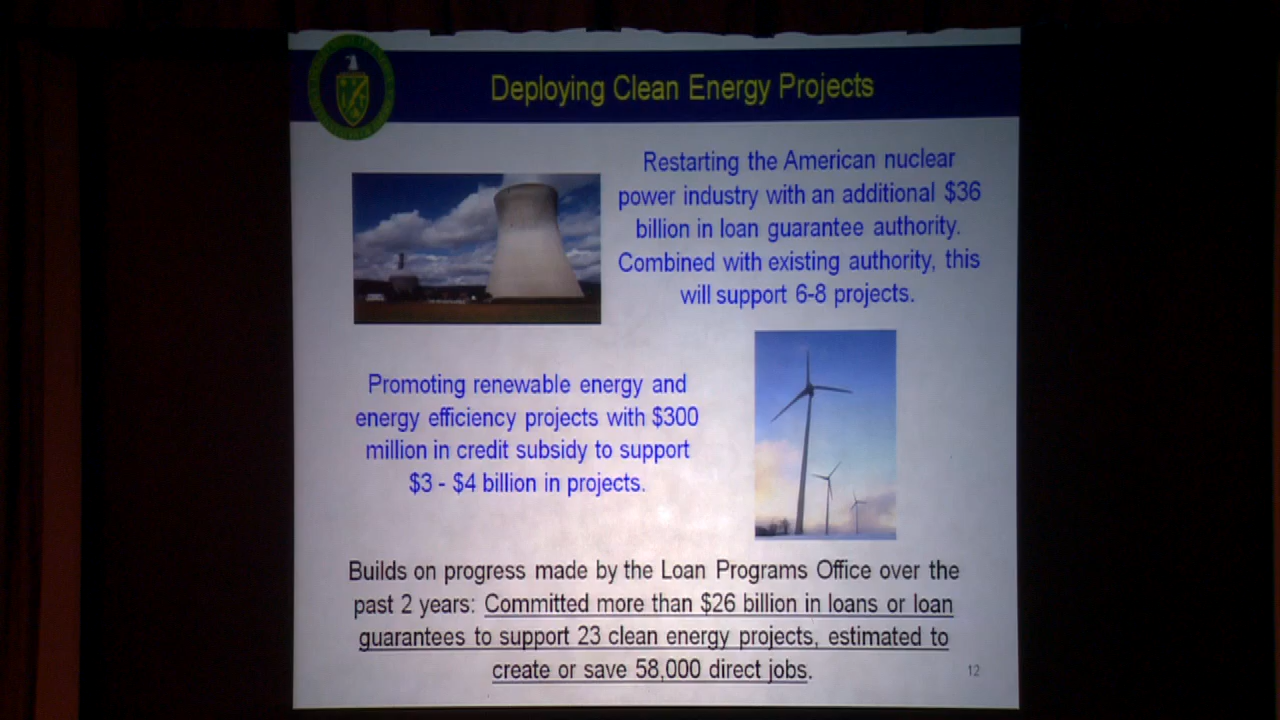 Deploying Clean Energy Projects
Restarting the American nuclear
power industry with an additional $36
billion in loan guarantee authority.
Combined with existing authority, this
will support 6-8 projects.
Promoting renewable energy and
energy efficiency projects with $300
million in credit subsidy to support
$3 - $4 billion in projects.
Builds on progress made by the Loan Programs Office over the
past 2 years: Committed more than $26 billion in loans or loan
guarantees to support 23 clean energy projects, estimated to
create or save 58,000 direct jobs.
12